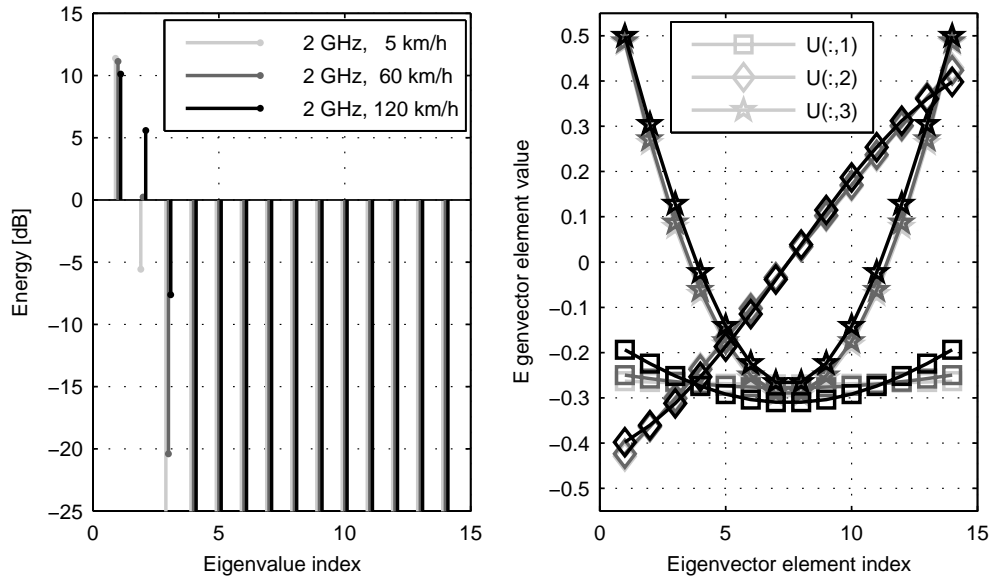 15
10
5
0
−5
−10
−15
−20
−25
0
5
10
15
Energy [dB]
Eigenvalue index
2 GHz, 5 km/h
2 GHz, 60 km/h
2 GHz, 120 km/h
0.5
0.4
0.3
0.2
0.1
0
−0.1
−0.2
−0.3
−0.4
−0.5
0
5
10
15
E genvector element value
Eigenvector element index
U(:,1)
U(:,2)
U(:,3)